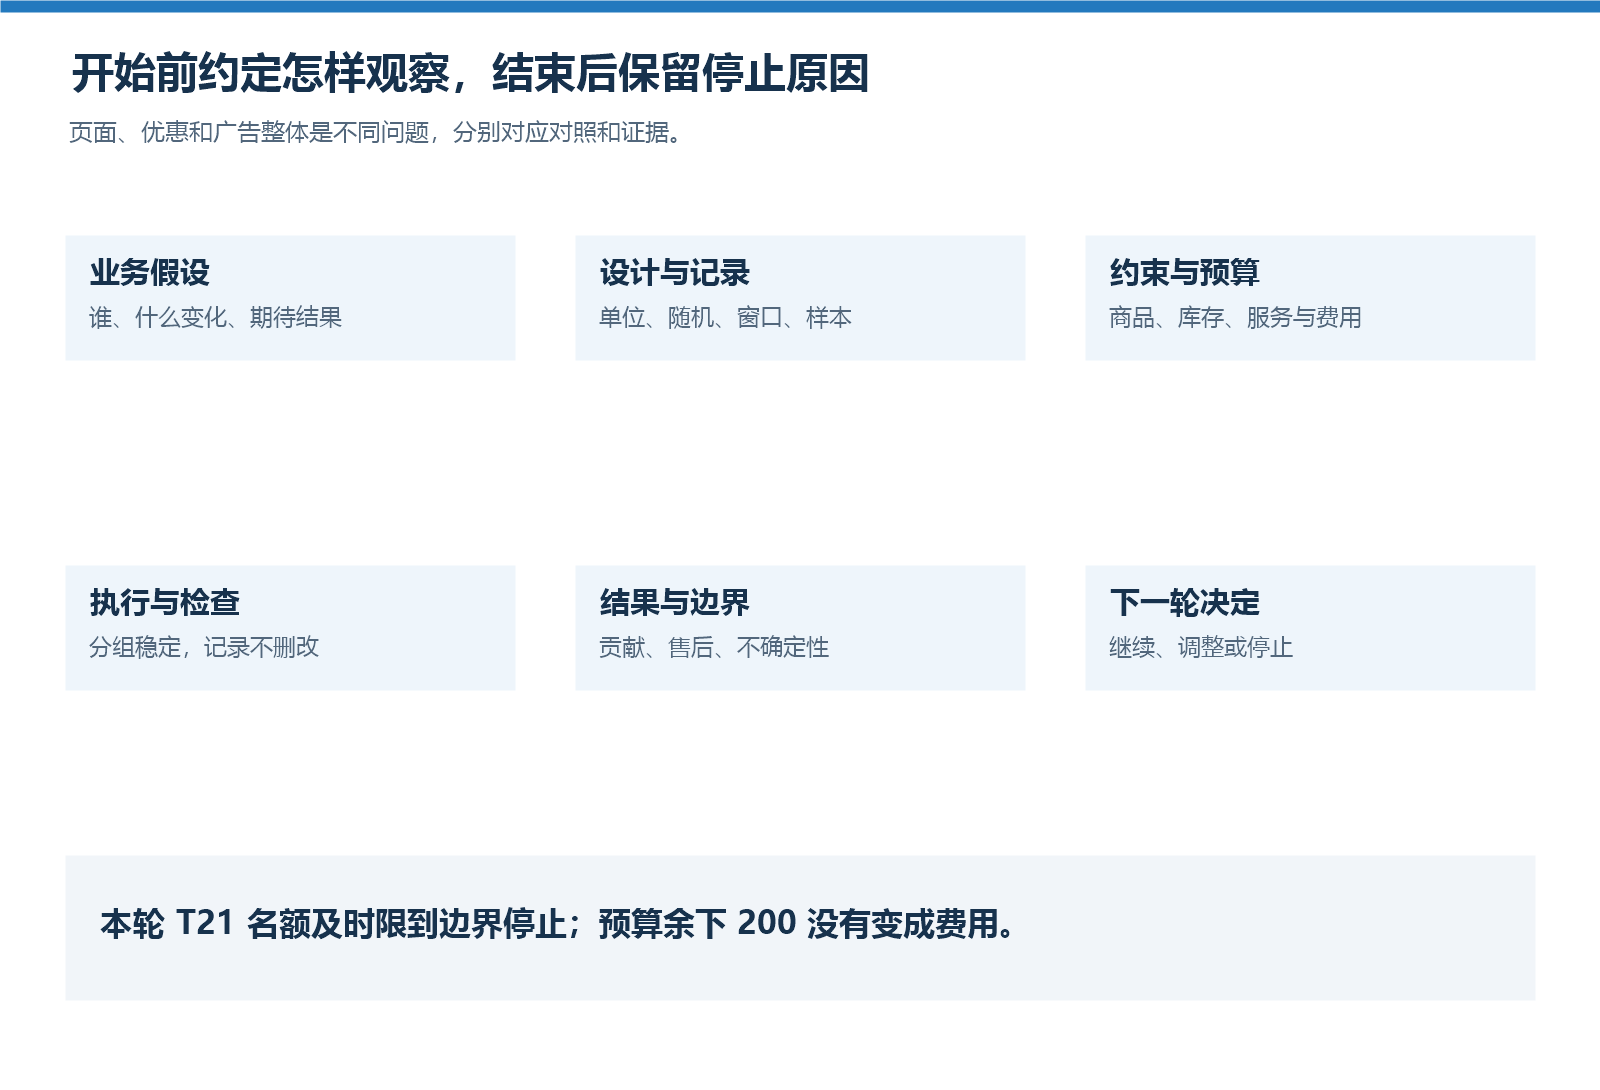 开始前约定怎样观察，结束后保留停止原因
页面、优惠和广告整体是不同问题，分别对应对照和证据。
业务假设
谁、什么变化、期待结果
设计与记录
单位、随机、窗口、样本
约束与预算
商品、库存、服务与费用
执行与检查
分组稳定，记录不删改
结果与边界
贡献、售后、不确定性
下一轮决定
继续、调整或停止
本轮 T21 名额及时限到边界停止；预算余下 200 没有变成费用。